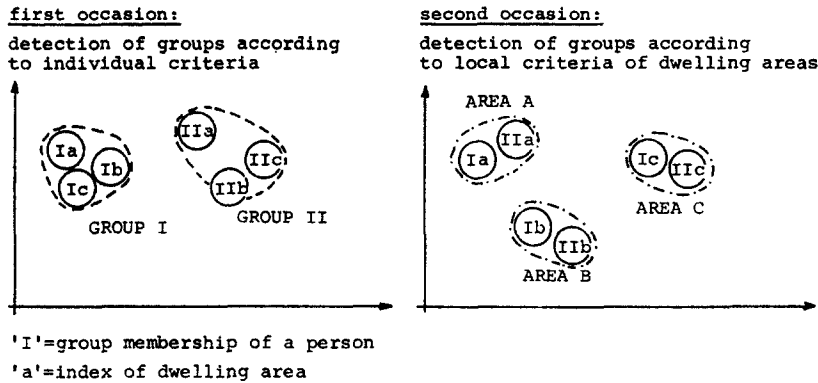 first occasion:
detection of groups according
to individual criteria
Ia
Ib
Ic
GROUP I
IIa
IIc
IIb
GROUP II
second occasion:
detection of groups according
to local criteria of dwelling areas
AREA A
Ia
IIa
Ic
IIc
AREA C
Ib
IIb
AREA B
'I'=group membership of a person
'a'=index of dwelling area